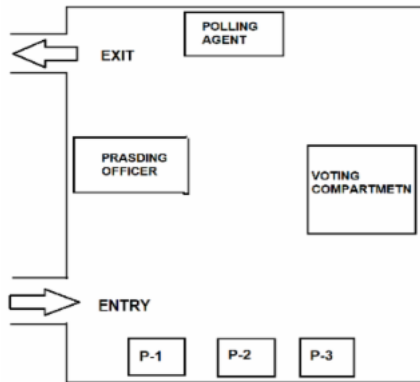 POLLING
AGENT
EXIT
PRASDING
OFFICER
VOTING
COMPARTMETN
ENTRY
P-1 P-2 P-3